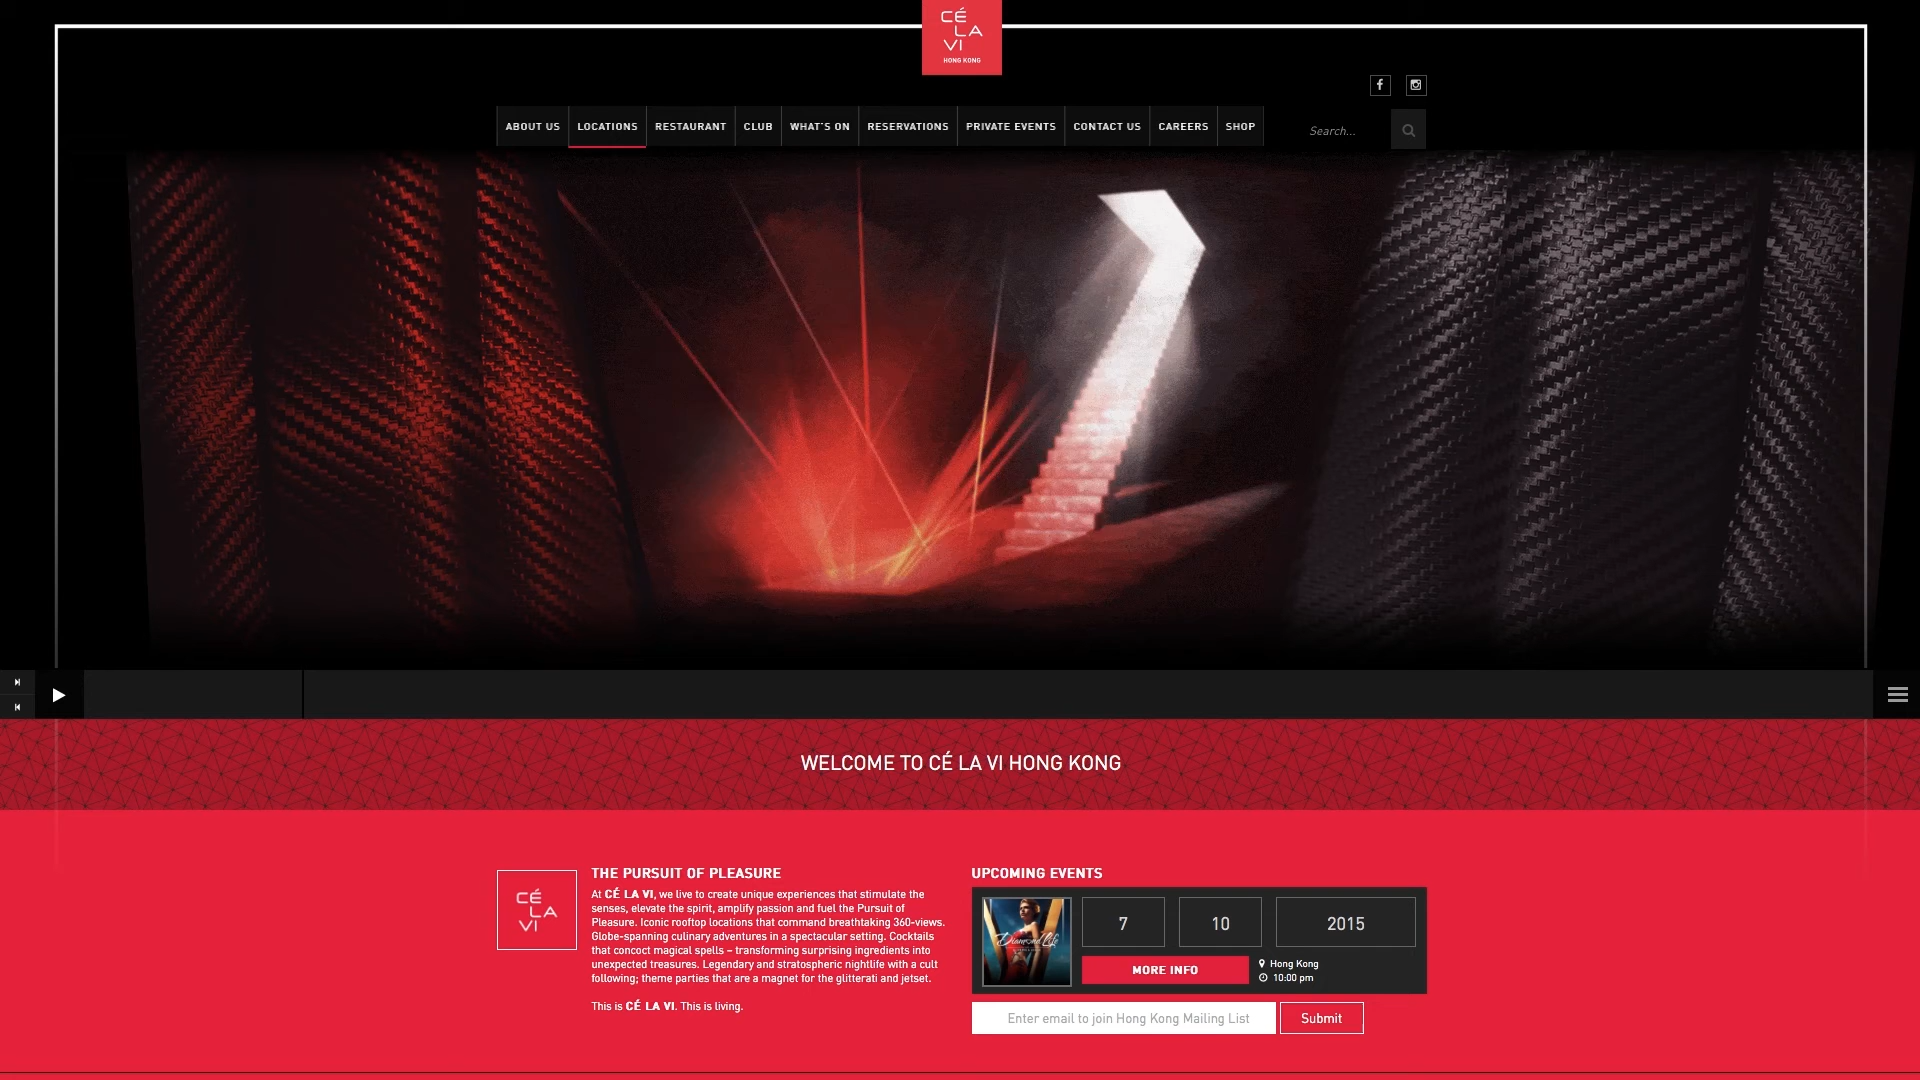 CÉ
LA
VI
HONG KONG
ABOUT US
LOCATIONS
RESTAURANT
CLUB
WHAT'S ON
RESERVATIONS
PRIVATE EVENTS
CONTACT US
CAREERS
SHOP
Search...
WELCOME TO CÉ LA VI HONG KONG
CÉ
LA
VI
THE PURSUIT OF PLEASURE
At CÉ LA VI, we live to create unique experiences that stimulate the
senses, elevate the spirit, amplify passion and fuel the Pursuit of
Pleasure. Iconic rooftop locations that command breathtaking 360-views.
Globe-spanning culinary adventures in a spectacular setting. Cocktails
that concoct magical spells – transforming surprising ingredients into
unexpected treasures. Legendary and stratospheric nightlife with a cult
following; theme parties that are a magnet for the glitterati and jetset.
This is CÉ LA VI. This is living.
UPCOMING EVENTS
Diamond Life
7
10
2015
MORE INFO
Hong Kong
10:00 pm
Enter email to join Hong Kong Mailing List
Submit